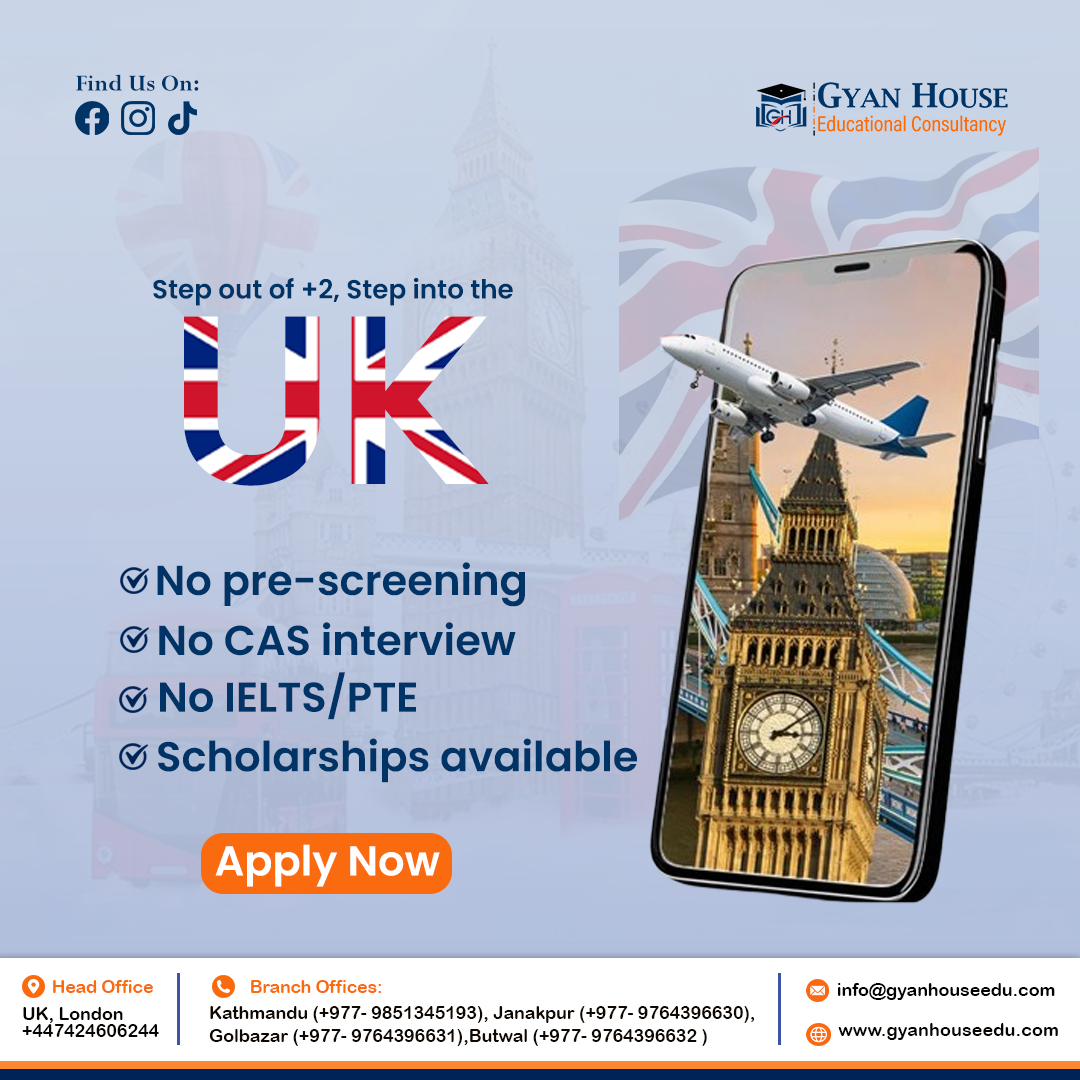 Find Us On:
GH
GYAN HOUSE
Educational Consultancy
Step out of +2, Step into the
UK
No pre-screening
No CAS interview
No IELTS/PTE
Scholarships available
Apply Now
Head Office
UK, London
+447424606244
Branch Offices:
Kathmandu (+977- 9851345193), Janakpur (+977- 9764396630),
Golbazar (+977- 9764396631),Butwal (+977- 9764396632 )
info@gyanhouseedu.com
www.gyanhouseedu.com